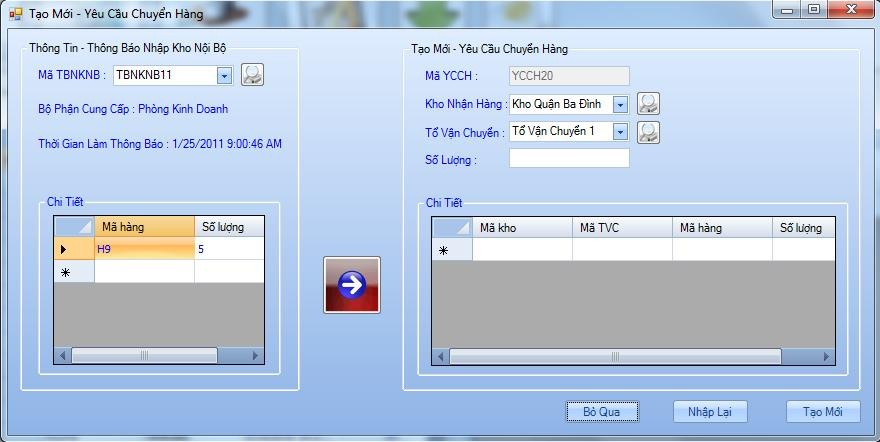 Tạo Mới - Yêu Cầu Chuyển Hàng
Thông Tin - Thông Báo Nhập Kho Nội Bộ
Mã TBNKNB : TBNKNB11
Bộ Phận Cung Cấp : Phòng Kinh Doanh
Thời Gian Làm Thông Báo : 1/25/2011 9:00:46 AM
Chi Tiết
Mã hàng Số lượng
H9 5
Tạo Mới - Yêu Cầu Chuyển Hàng
Mã YCCH : YCCH20
Kho Nhận Hàng : Kho Quận Ba Đình
Tổ Vận Chuyển : Tổ Vận Chuyển 1
Số Lượng :
Chi Tiết
Mã kho Mã TVC Mã hàng Số lượng
Bỏ Qua Nhập Lại Tạo Mới